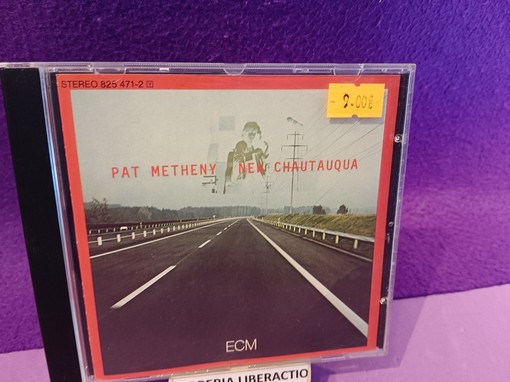 STEREO 825 471-2
9.00€
PAT METHENY NEW CHAUTAUQUA
ECM
LIBERACTIO